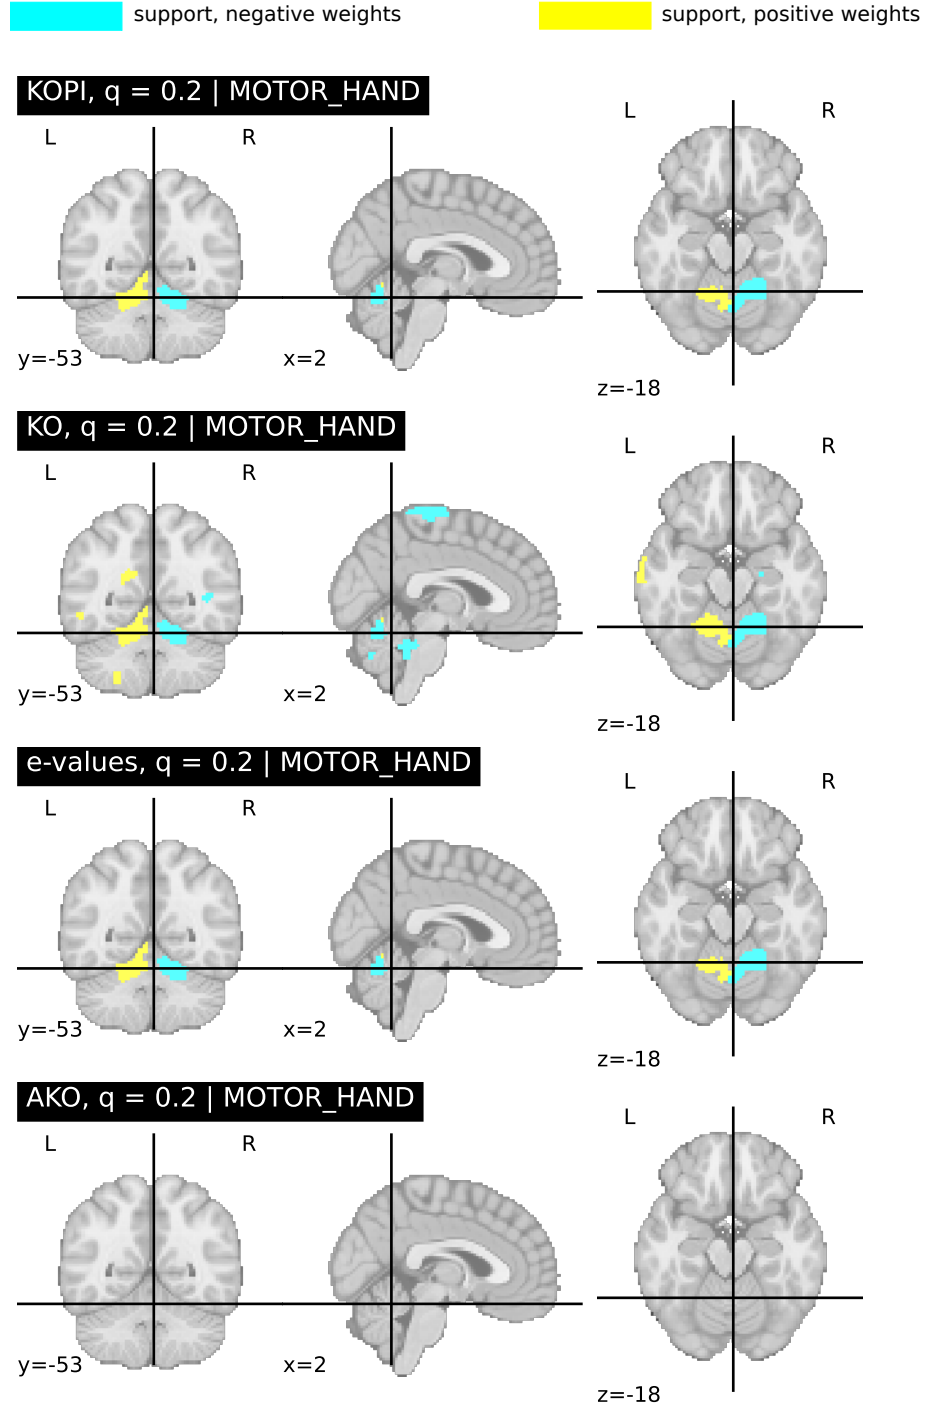 support, negative weights support, positive weights
KOPI, q = 0.2 | MOTOR_HAND
L R L R
y=-53 x=2 z=-18
KO, q = 0.2 | MOTOR_HAND
L R L R
y=-53 x=2 z=-18
e-values, q = 0.2 | MOTOR_HAND
L R L R
y=-53 x=2 z=-18
AKO, q = 0.2 | MOTOR_HAND
L R L R
y=-53 x=2 z=-18